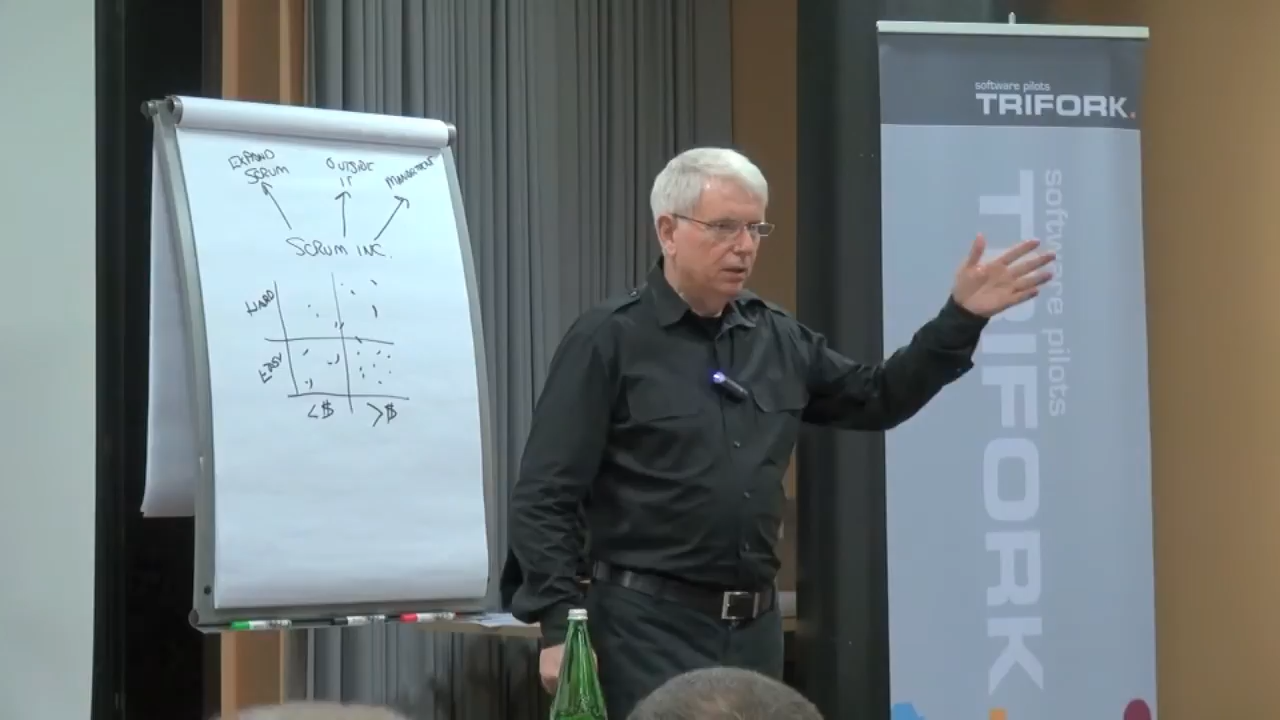 EXPAND
SCRUM
OUTSIDE
IT
MANAGEMENT
SCRUM INC.
HARD
EASY
<$
>$
software pilots
TRIFORK.
software pilots
TRIFORK